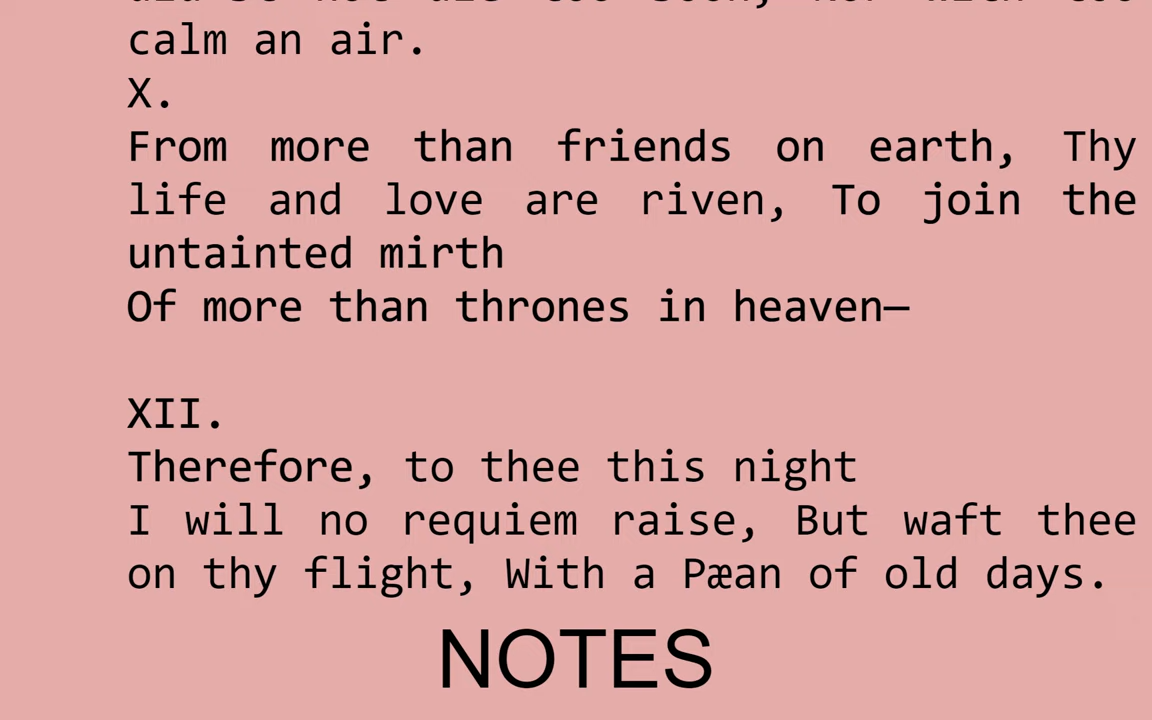 calm an air.
X.
From more than friends on earth, Thy
life and love are riven, To join the
untainted mirth
Of more than thrones in heaven—
XII.
Therefore, to thee this night
I will no requiem raise, But waft thee
on thy flight, With a Pæan of old days.
NOTES